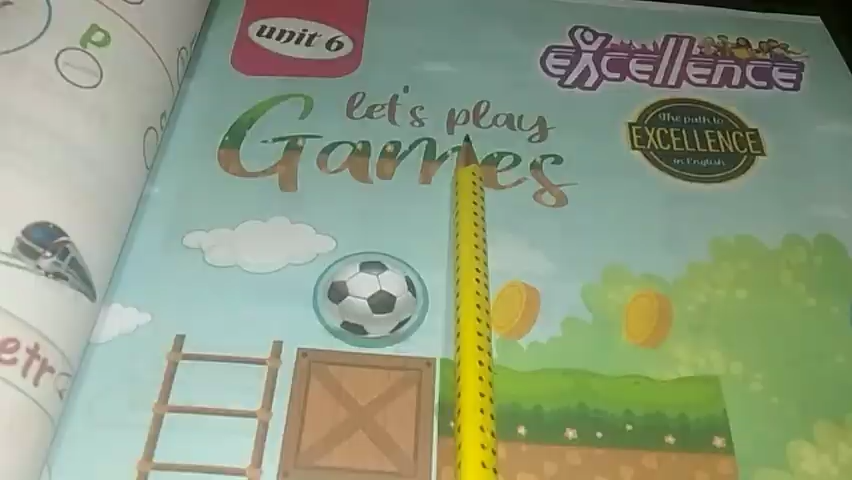 p
unit 6
excellence
let's play
Games
The path to
EXCELLENCE
in English
etr